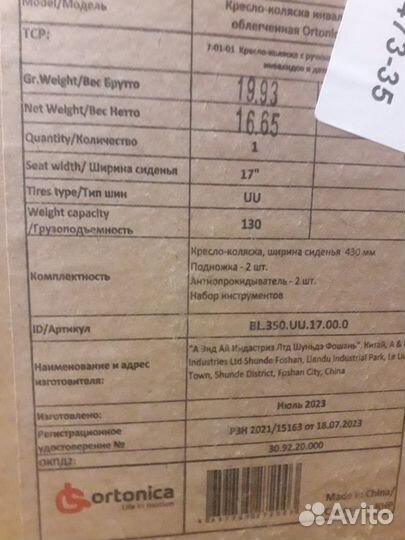 Model/Модель
Кресло-коляска
облегченная Ortonic
ТСР:
7-01-01 Кресло-коляска с
Gr.Weight/Вес Брутто
19.93
Net Weight/Вес Нетто
16.65
Quantity/Количество
1
Seat width/ Ширина сиденья
17"
Tires type/Тип шин
UU
Weight capacity
/Грузоподъемность
130
473-35
Комплектность
Кресло-коляска, ширина сиденья 430 мм
Подножка - 2 шт.
Антиопрокидыватель - 2 шт.
Набор инструментов
ID/Артикул
BL.350.UU.17.00.0
Наименование и адрес
изготовителя:
"А Энд Ай Индастриз Лтд Шуньдэ Фошань". Китай, A &
Industries Ltd Shunde Foshan, Liandu Industrial Park, Le Li
Town, Shunde District, Foshan City, China
Изготовлено:
Июль 2023
Регистрационное
удостоверение №
РЗН 2021/15163 от 18.07.2023
ОКПД2:
30.92.20.000
ortonica
Life in motion
Made in China/
Avito